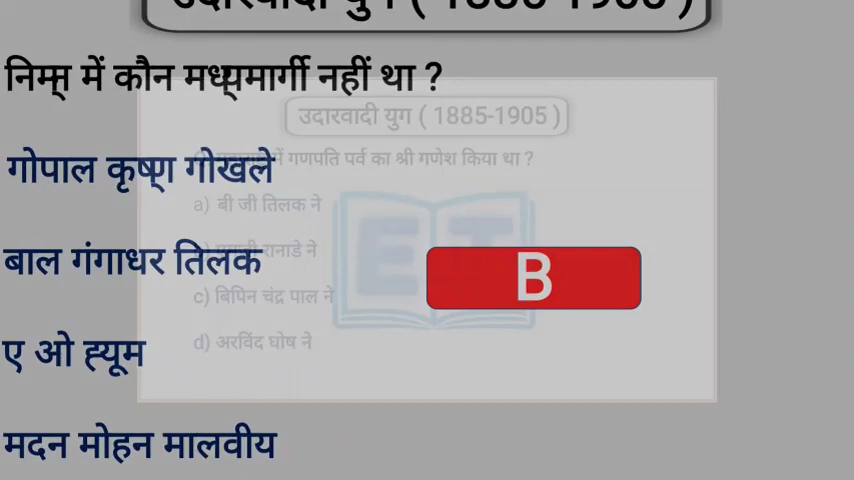 उदारवादी युग ( 1885-1905 )
निम्न में कौन मध्यमार्गी नहीं था ?
गोपाल कृष्ण गोखले
बाल गंगाधर तिलक
ए ओ ह्यूम
मदन मोहन मालवीय
B
उदारवादी युग ( 1885-1905 )
में गणपति पर्व का श्री गणेश किया था ?
a) बी जी तिलक ने
रानाडे ने
c) बिपिन चंद्र पाल ने
d) अरविंद घोष ने
ET